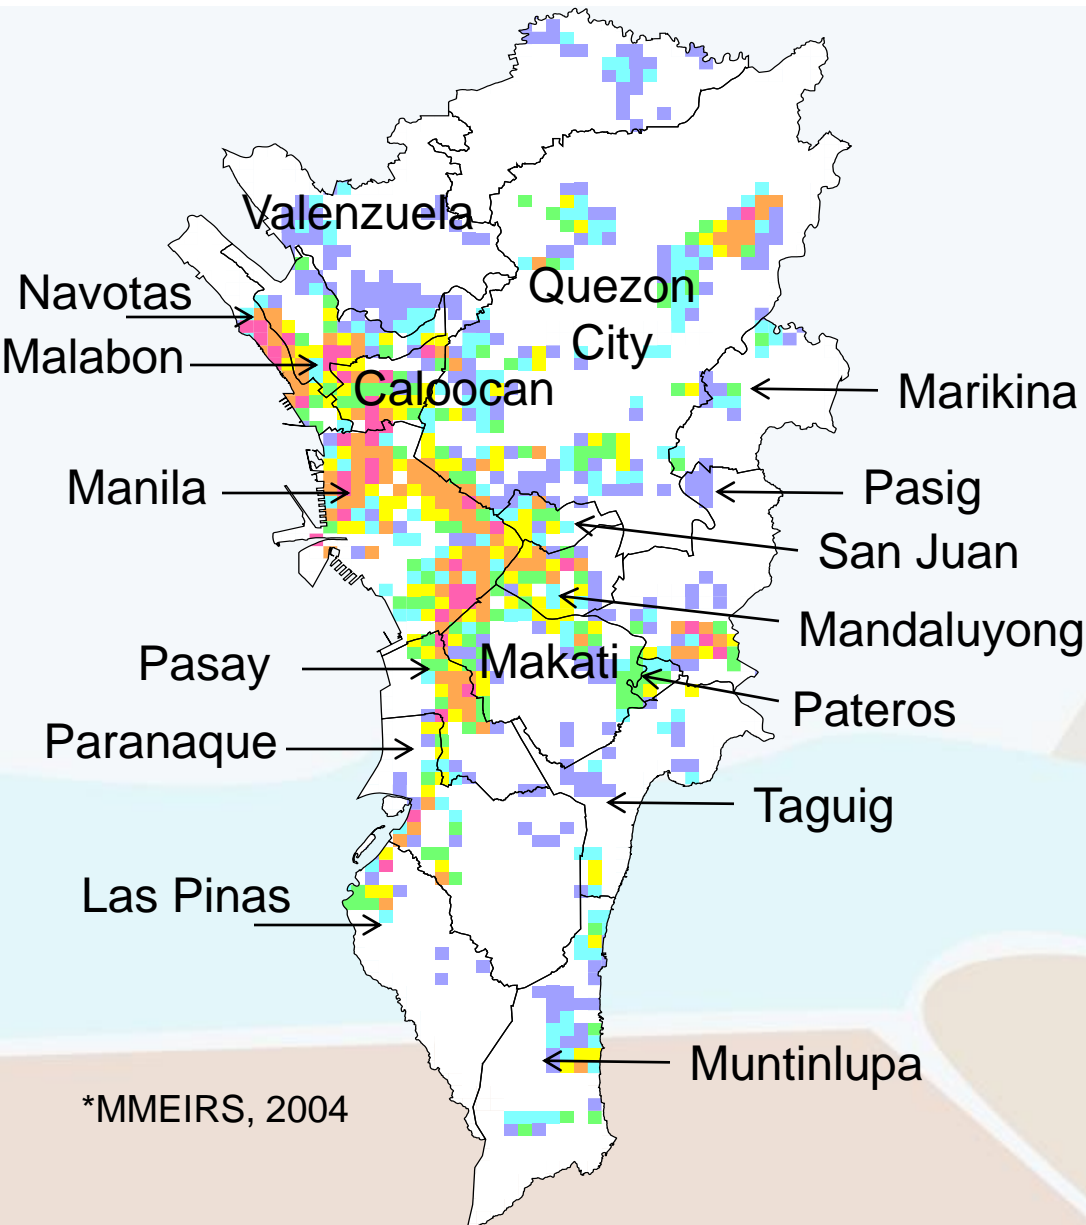 Valenzuela
Navotas
Quezon
City
Malabon
Caloocan
Marikina
Manila
Pasig
San Juan
Mandaluyong
Pasay
Makati
Pateros
Paranaque
Taguig
Las Pinas
Muntinlupa
*MMEIRS, 2004